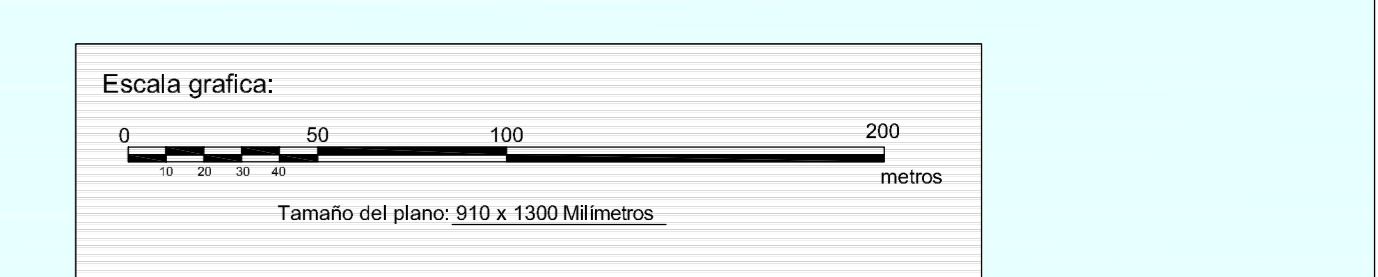 Escala grafica:
0 50 100 200
10 20 30 40
metros
Tamaño del plano: 910 x 1300 Milímetros